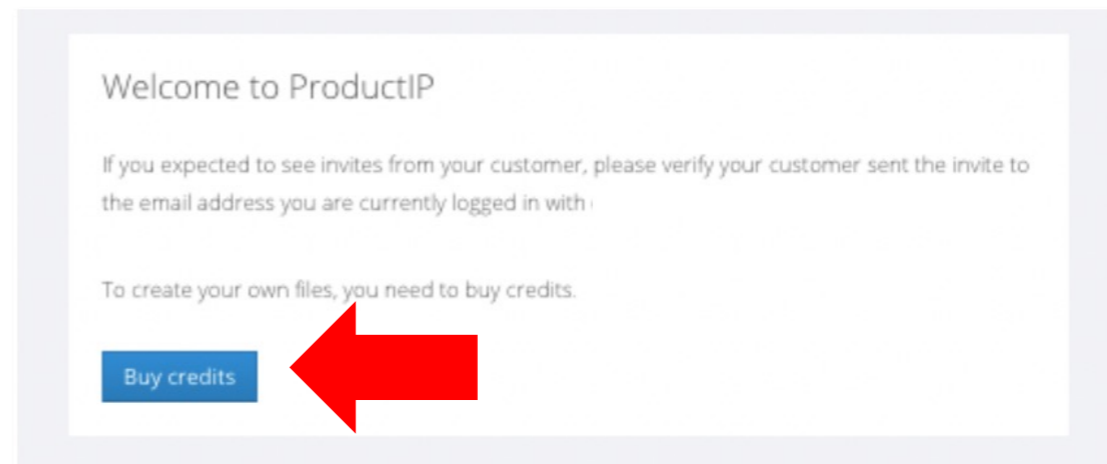 Welcome to ProductIP
If you expected to see invites from your customer, please verify your customer sent the invite to
the email address you are currently logged in with
To create your own files, you need to buy credits.
Buy credits